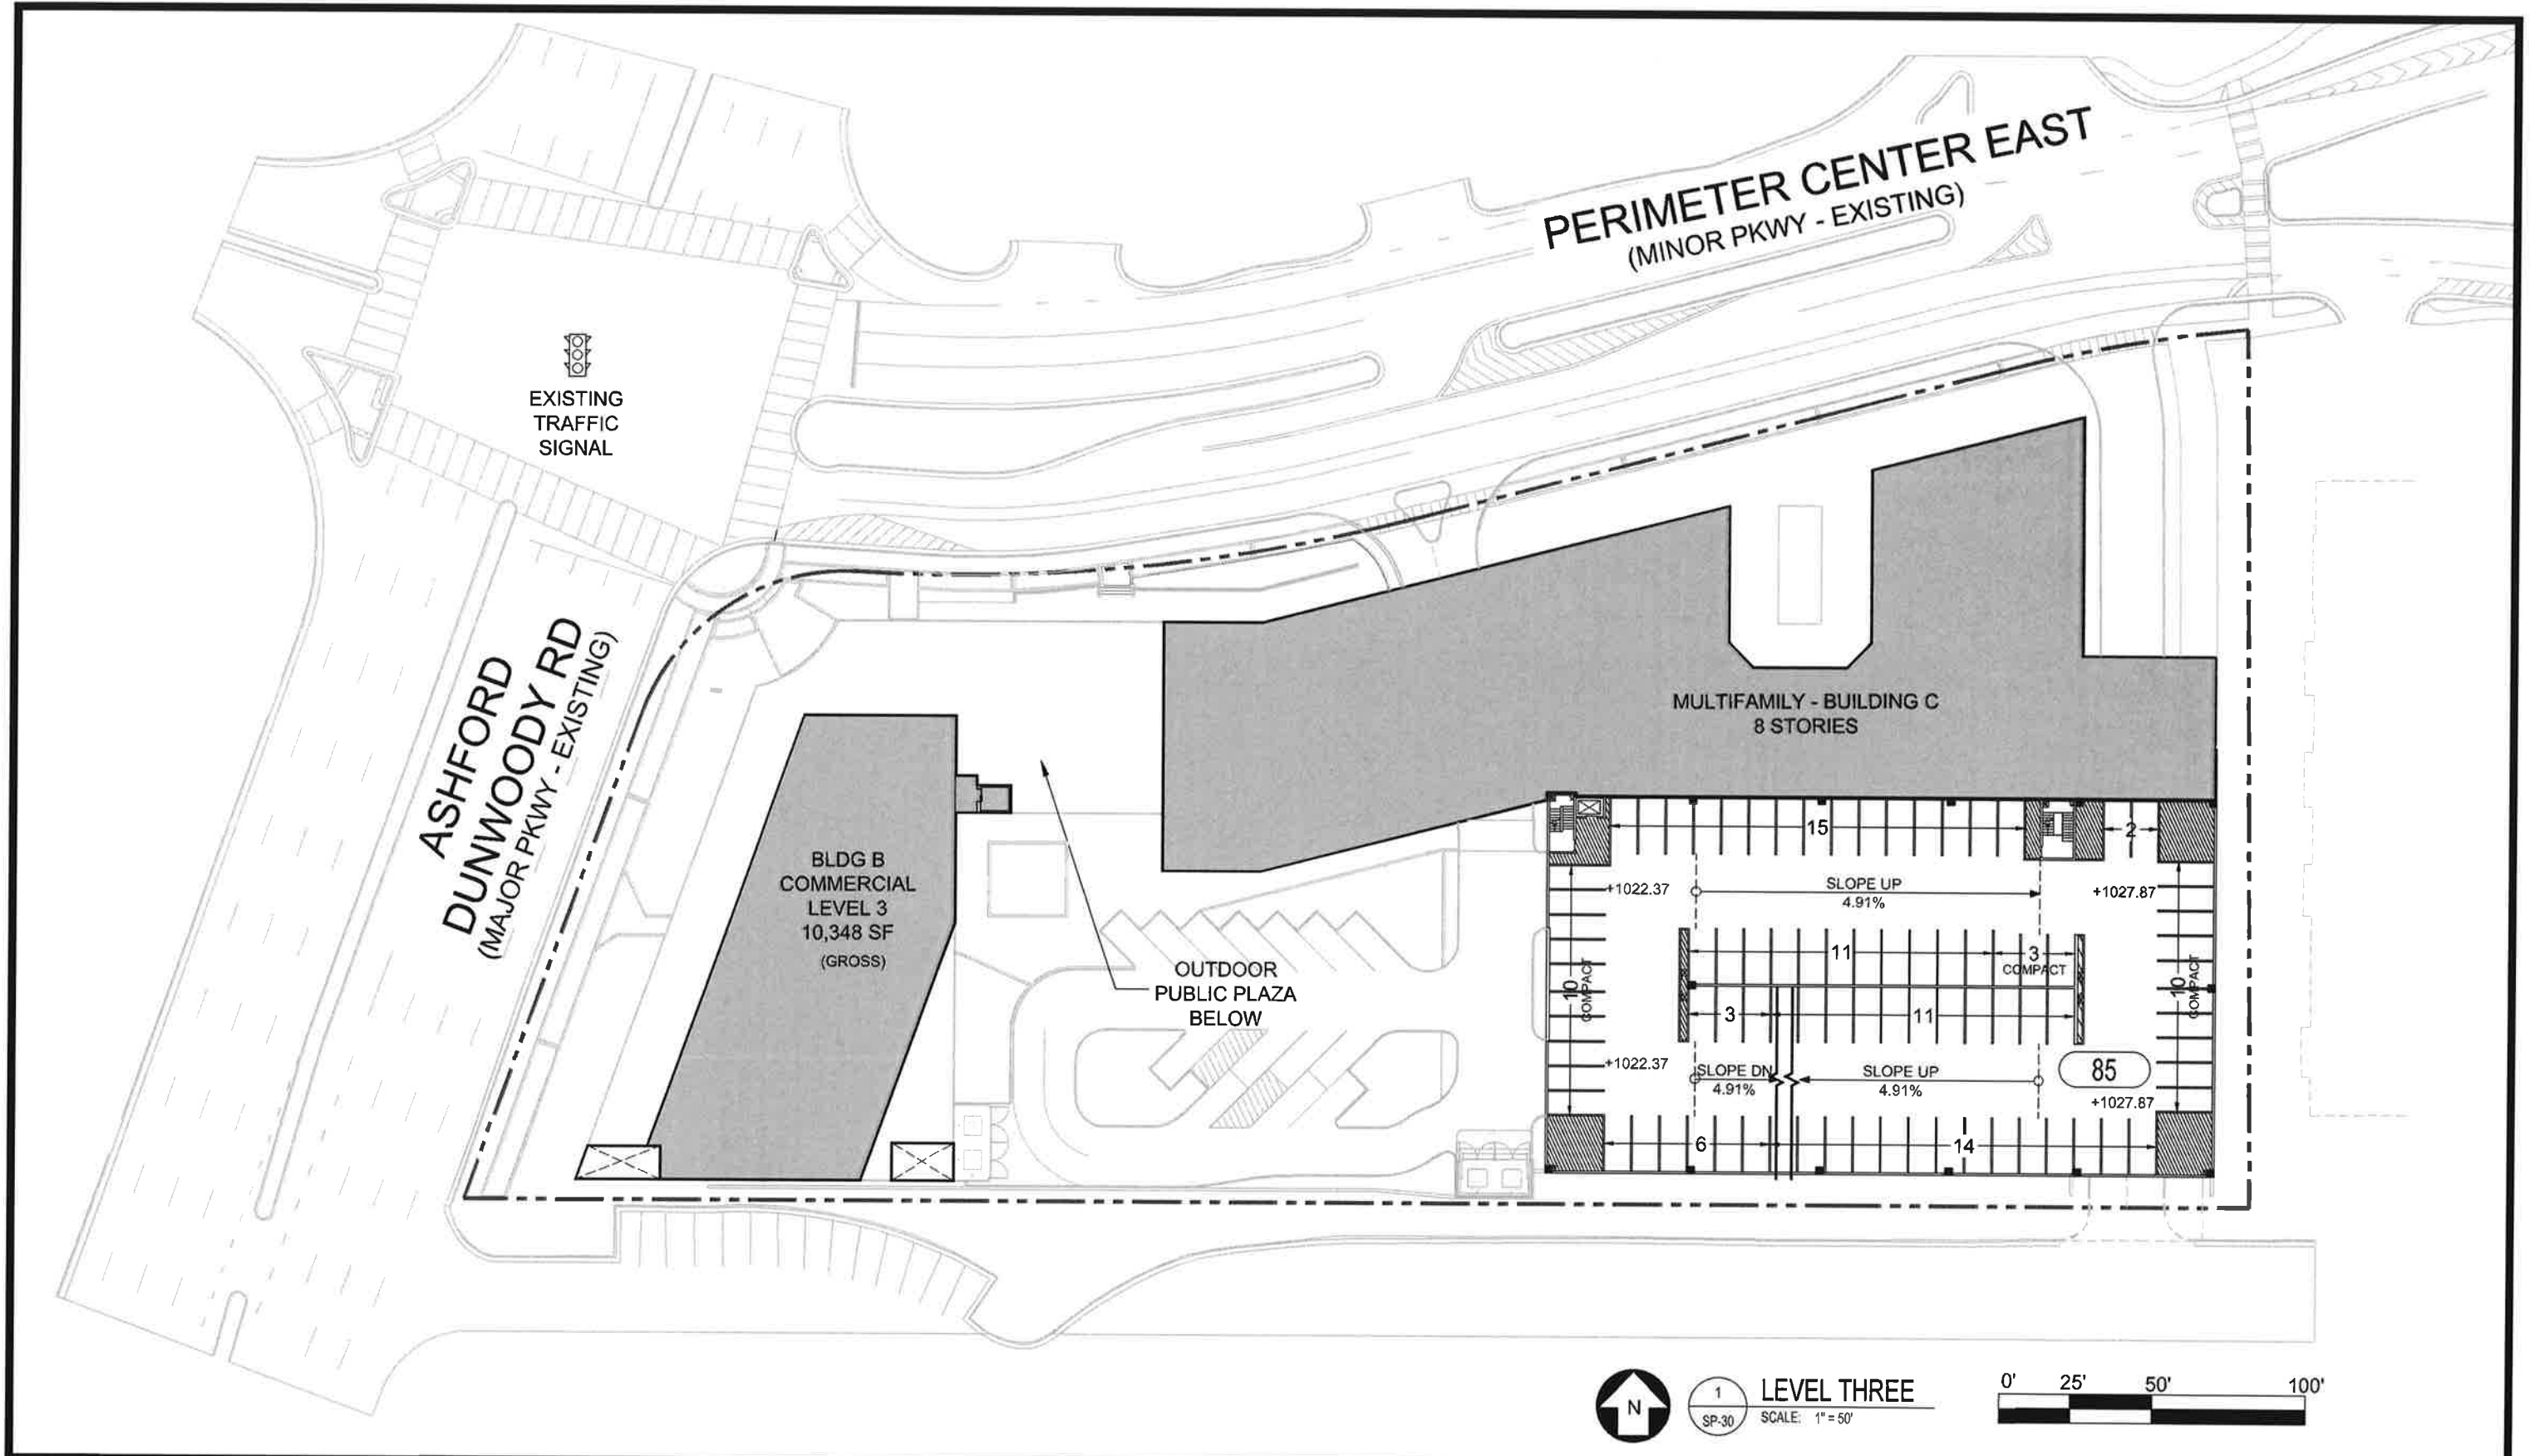 PERIMETER CENTER EAST
(MINOR PKWY - EXISTING)
EXISTING
TRAFFIC
SIGNAL
ASHFORD
DUNWOODY RD
(MAJOR PKWY - EXISTING)
MULTIFAMILY - BUILDING C
8 STORIES
BLDG B
COMMERCIAL
LEVEL 3
10,348 SF
(GROSS)
OUTDOOR
PUBLIC PLAZA
BELOW
15
2
+1022.37
SLOPE UP
4.91%
+1027.87
10
COMPACT
11
3
COMPACT
10
COMPACT
3
11
+1022.37
SLOPE DN
4.91%
SLOPE UP
4.91%
85
+1027.87
6
14
N
1
SP-30
LEVEL THREE
SCALE: 1" = 50'
0' 25' 50' 100'